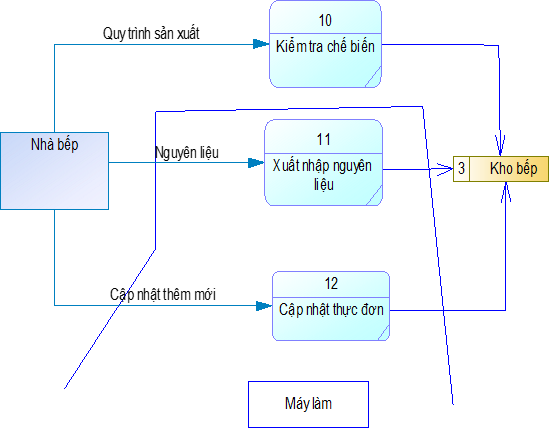 Quy trình sản xuất
10
Kiểm tra chế biến
Nhà bếp
Nguyên liệu
11
Xuất nhập nguyên
liệu
3 Kho bếp
Cập nhật thêm mới
12
Cập nhật thực đơn
Máy làm